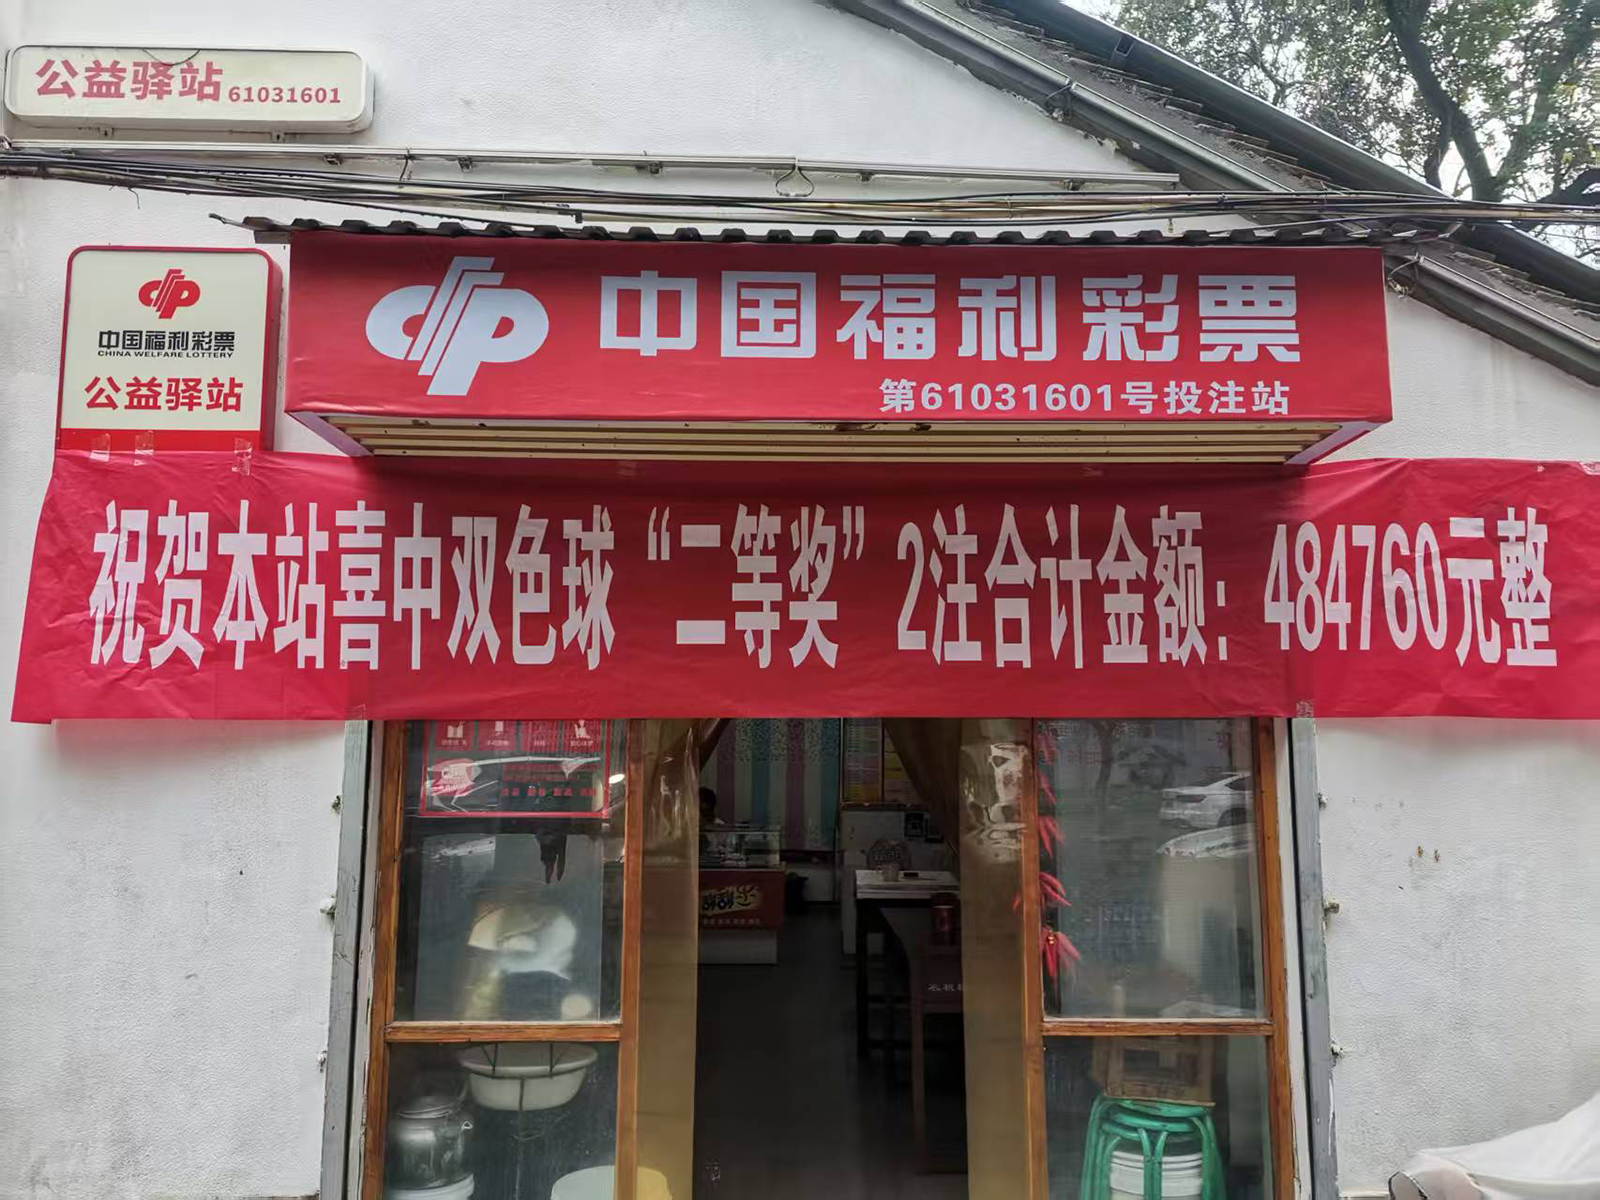 公益驿站 61031601
中国福利彩票
CHINA WELFARE LOTTERY
公益驿站
中国福利彩票
第61031601号投注站
祝贺本站喜中双色球“二等奖”2注合计金额：484760元整